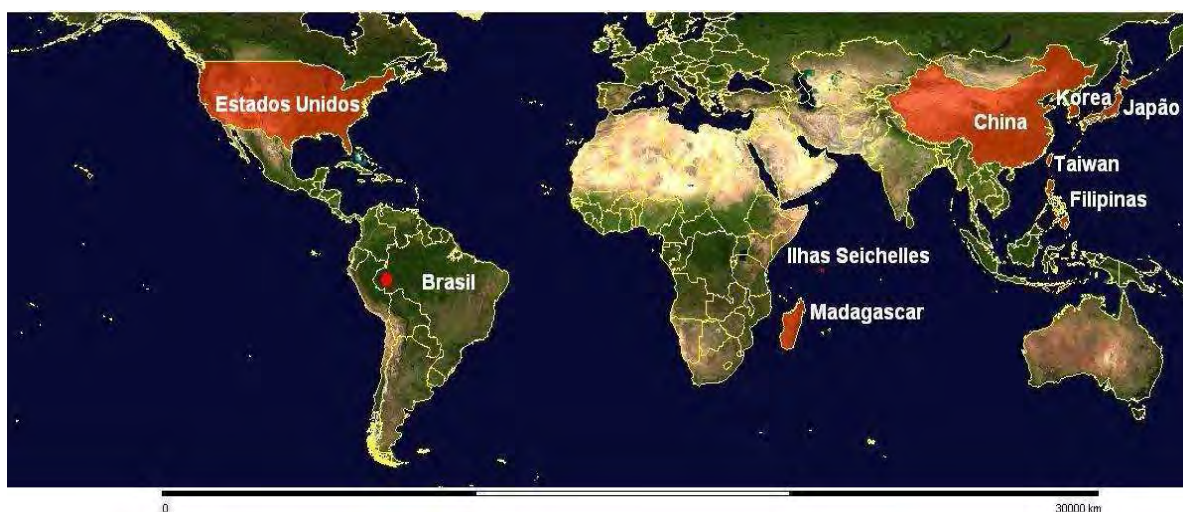 Estados Unidos
Korea
Japão
China
Taiwan
Filipinas
Ilhas Seichelles
Brasil
Madagascar
0
30000 km